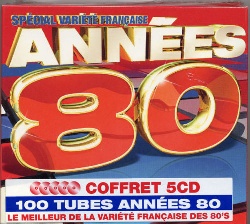 SPÉCIAL VARIÉTÉ FRANÇAISE
ANNÉES
80
COFFRET 5CD
100 TUBES ANNÉES 80
LE MEILLEUR DE LA VARIÉTÉ FRANÇAISE DES 80'S